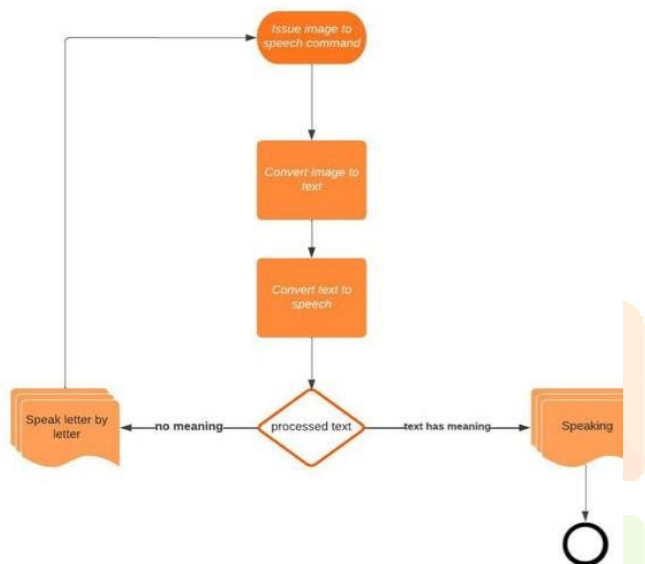 Issue image to
speech command
Convert image to
text
Convert text to
speech
Speak letter by
letter
no meaning
processed text
text has meaning
Speaking